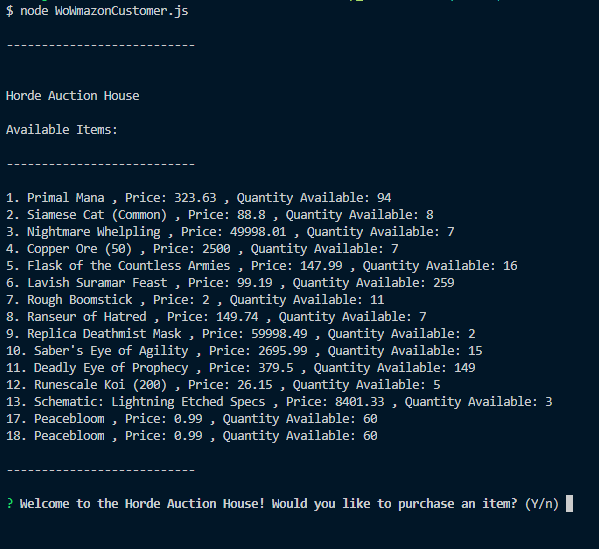 $ node WoWmazonCustomer.js
---------------------------
Horde Auction House
Available Items:
---------------------------
1. Primal Mana , Price: 323.63 , Quantity Available: 94
2. Siamese Cat (Common) , Price: 88.8 , Quantity Available: 8
3. Nightmare Whelpling , Price: 49998.01 , Quantity Available: 7
4. Copper Ore (50) , Price: 2500 , Quantity Available: 7
5. Flask of the Countless Armies , Price: 147.99 , Quantity Available: 16
6. Lavish Suramar Feast , Price: 99.19 , Quantity Available: 259
7. Rough Boomstick , Price: 2 , Quantity Available: 11
8. Ranseur of Hatred , Price: 149.74 , Quantity Available: 7
9. Replica Deathmist Mask , Price: 59998.49 , Quantity Available: 2
10. Saber's Eye of Agility , Price: 2695.99 , Quantity Available: 15
11. Deadly Eye of Prophecy , Price: 379.5 , Quantity Available: 149
12. Runescale Koi (200) , Price: 26.15 , Quantity Available: 5
13. Schematic: Lightning Etched Specs , Price: 8401.33 , Quantity Available: 3
17. Peacebloom , Price: 0.99 , Quantity Available: 60
18. Peacebloom , Price: 0.99 , Quantity Available: 60
---------------------------
? Welcome to the Horde Auction House! Would you like to purchase an item? (Y/n)